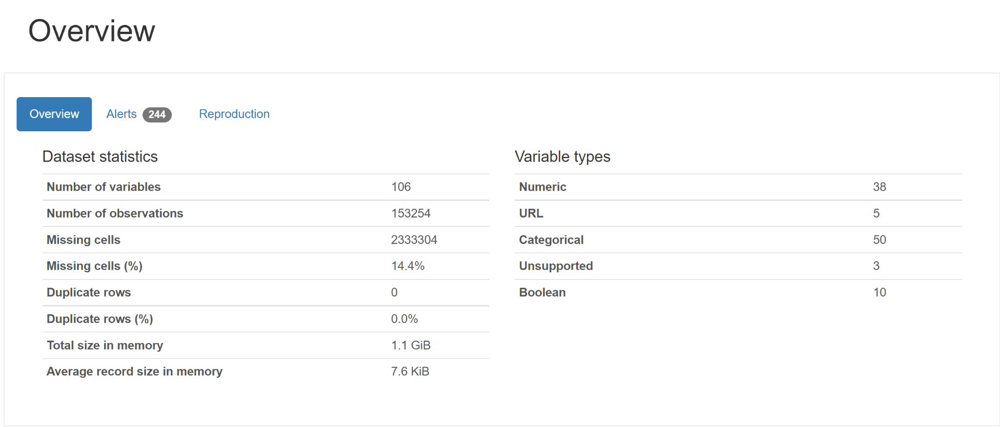 Overview
Overview Alerts 244 Reproduction
Dataset statistics
Number of variables 106
Number of observations 153254
Missing cells 2333304
Missing cells (%) 14.4%
Duplicate rows 0
Duplicate rows (%) 0.0%
Total size in memory 1.1 GiB
Average record size in memory 7.6 KiB
Variable types
Numeric 38
URL 5
Categorical 50
Unsupported 3
Boolean 10